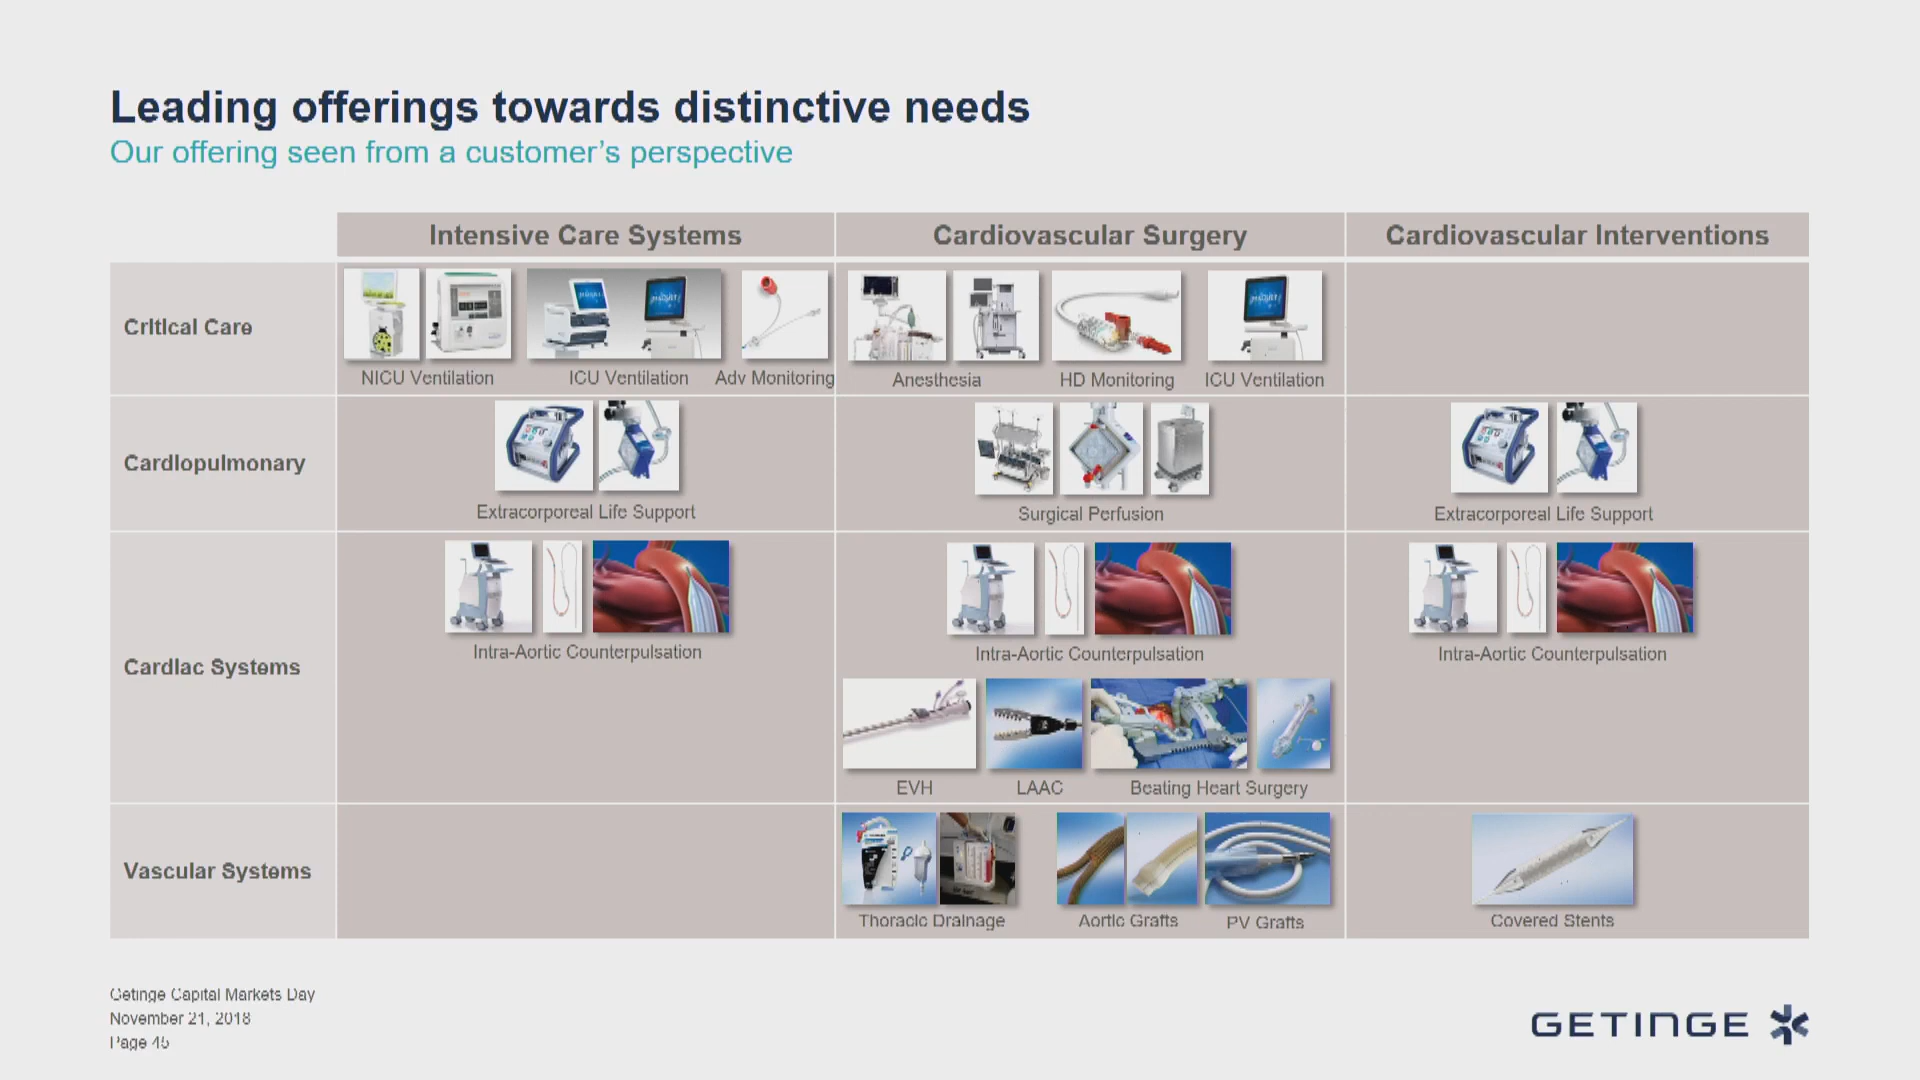 Leading offerings towards distinctive needs
Our offering seen from a customer's perspective
Intensive Care Systems Cardiovascular Surgery Cardiovascular Interventions
Critical Care
NICU Ventilation ICU Ventilation Adv Monitoring Anesthesia HD Monitoring ICU Ventilation
Cardiopulmonary
Extracorporeal Life Support Surgical Perfusion Extracorporeal Life Support
Cardiac Systems
Intra-Aortic Counterpulsation Intra-Aortic Counterpulsation Intra-Aortic Counterpulsation
EVH LAAC Beating Heart Surgery
Vascular Systems
Thoracic Drainage Aortic Grafts PV Grafts Covered Stents
Getinge Capital Markets Day
November 21, 2018
Page 45
GETINGE